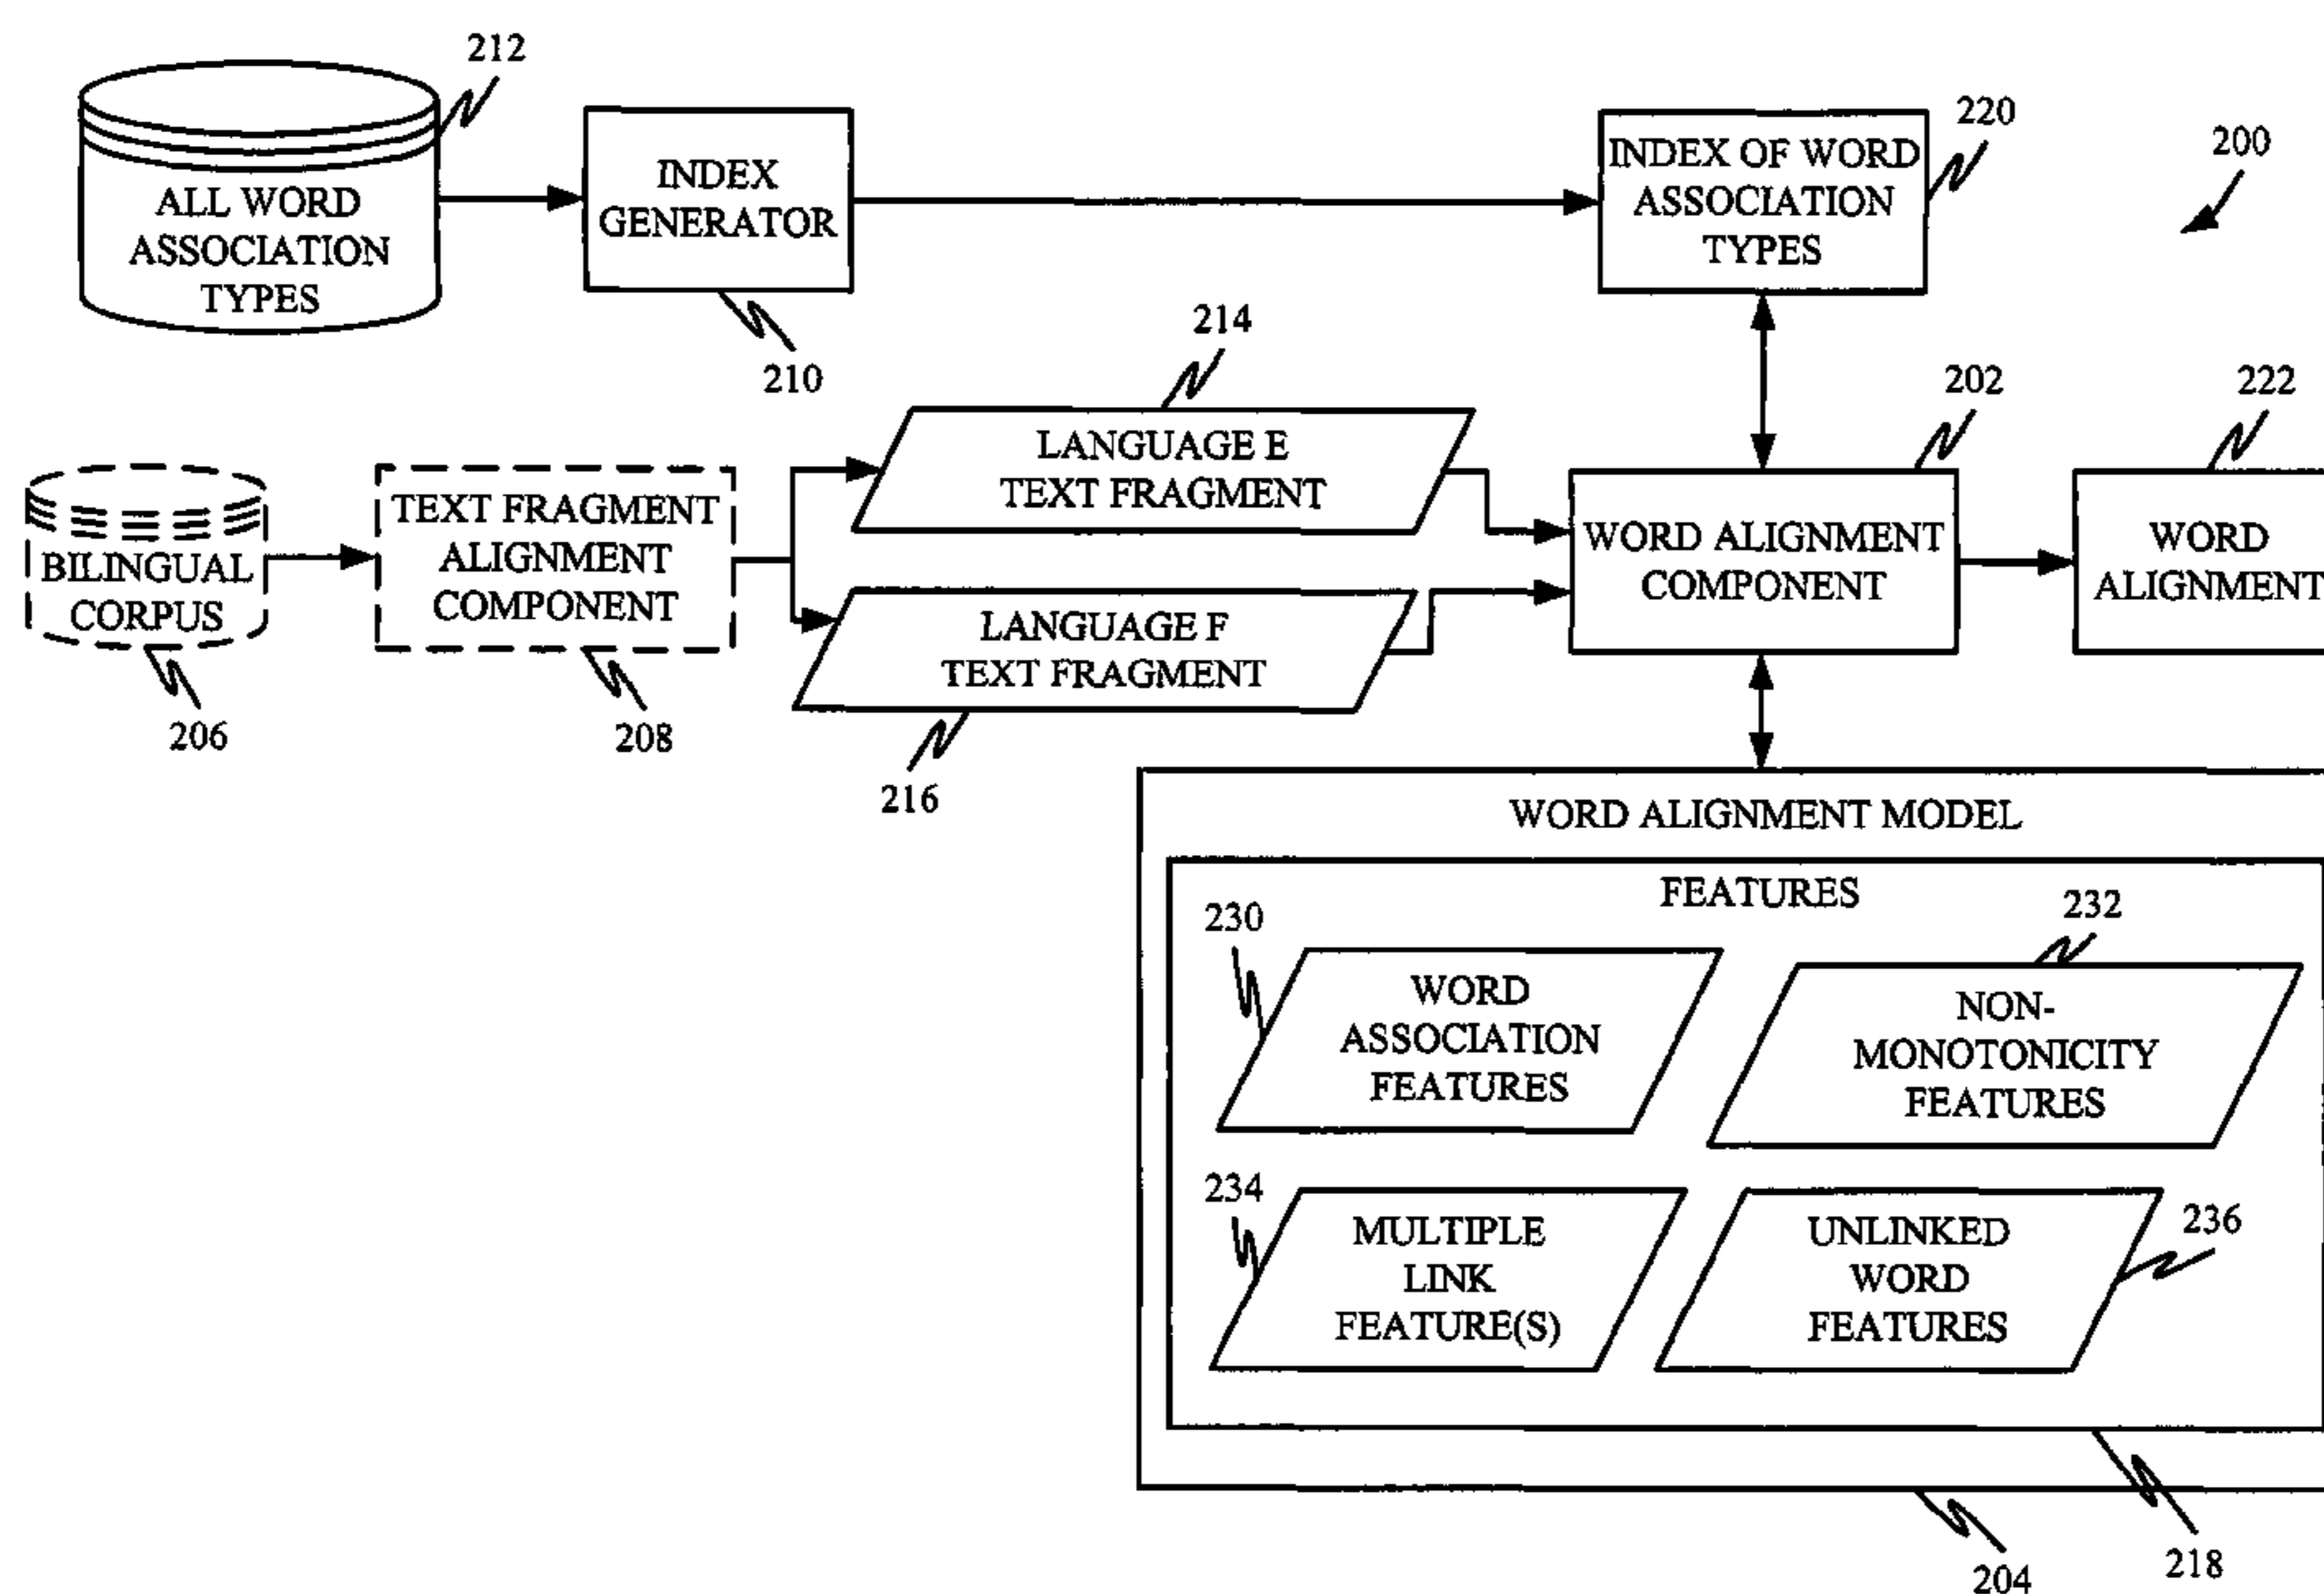 212
ALL WORD
ASSOCIATION
TYPES
INDEX
GENERATOR
210
INDEX OF WORD
ASSOCIATION
TYPES
220
200
BILINGUAL
CORPUS
206
TEXT FRAGMENT
ALIGNMENT
COMPONENT
208
214
LANGUAGE E
TEXT FRAGMENT
LANGUAGE F
TEXT FRAGMENT
216
202
WORD ALIGNMENT
COMPONENT
222
WORD
ALIGNMENT
WORD ALIGNMENT MODEL
FEATURES
230
WORD
ASSOCIATION
FEATURES
232
NON-
MONOTONICITY
FEATURES
234
MULTIPLE
LINK
FEATURE(S)
UNLINKED
WORD
FEATURES
236
218
204